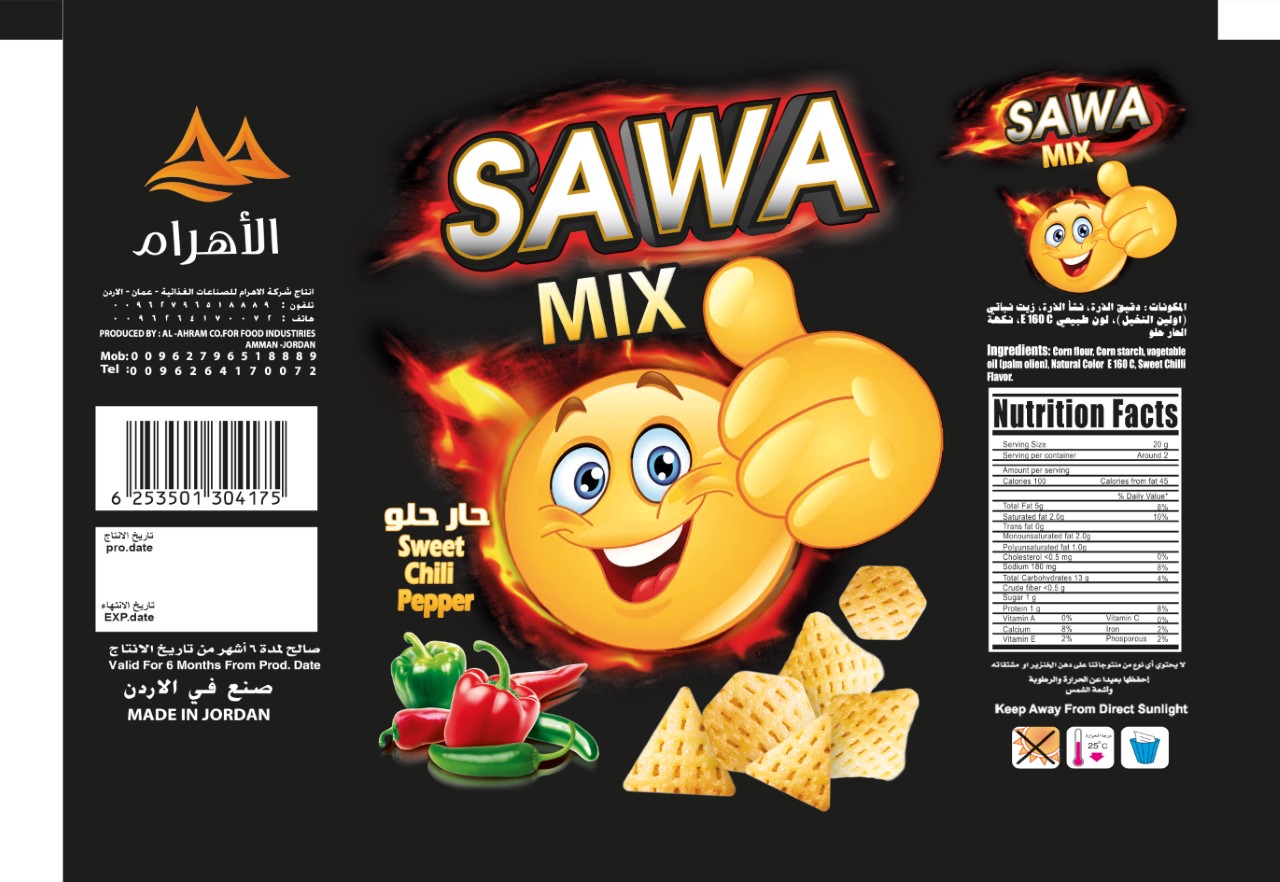 الأهرام
انتاج شركة الاهرام للصناعات الغذائية - عمان - الاردن
تلفون : ٠٠٩٦٢٧٩٦٥١٨٨٨٩
هاتف : ٠٠٩٦٢٦٤١٧٠٠٧٢
PRODUCED BY : AL -AHRAM CO.FOR FOOD INDUSTRIES
AMMAN -JORDAN
Mob:0 0 9 6 2 7 9 6 5 1 8 8 8 9
Tel :0 0 9 6 2 6 4 1 7 0 0 7 2
6 253501 304175
تاريخ الانتاج
pro.date
تاريخ الانتهاء
EXP.date
صالح لمدة ٦ أشهر من تاريخ الانتاج
Valid For 6 Months From Prod. Date
صنع في الاردن
MADE IN JORDAN
SAWA
MIX
حار حلو
Sweet
Chili
Pepper
SAWA
MIX
المكونات : دقيق الذرة، نشأ الذرة، زيت نباتي
(اولين النخيل)، لون طبيعي E 160 C، نكهة
الحار حلو
Ingredients: Corn flour, Corn starch, vagetable
oil (palm olien), Natural Color E 160 C, Sweet Chilli
Flavor.
Nutrition Facts
Serving Size 20 g
Serving per container Around 2
Amount per serving
Calories 100 Calories from fat 45
% Daily Value*
Total Fat 5g 8%
Saturated fat 2.0g 10%
Trans fat 0g
Monounsaturated fat 2.0g
Polyunsaturated fat 1.0g
Cholesterol <0.5 mg 0%
Sodium 180 mg 8%
Total Carbohydrates 13 g 4%
Crude fiber <0.5 g
Sugar 1 g
Protein 1 g 8%
Vitamin A 0% Vitamin C 0%
Calcium 8% Iron 2%
Vitamin E 2% Phosporous 2%
لا يحتوي أي نوع من منتوجاتنا على دهن الخنزير او مشتقاته
إحفظها بعيدا عن الحرارة والرطوبة
وأشعة الشمس
Keep Away From Direct Sunlight
درجة الحرارة
25°C